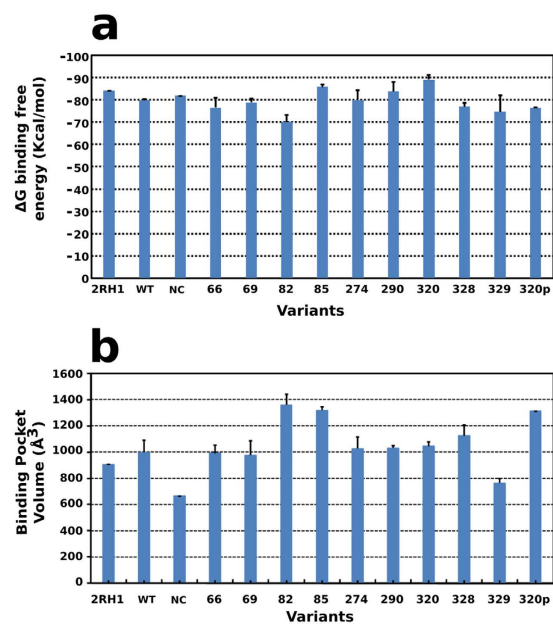 a
ΔG binding free
energy (Kcal/mol)
-100
-90
-80
-70
-60
-50
-40
-30
-20
-10
0
2RH1 WT NC 66 69 82 85 274 290 320 328 329 320p
Variants
b
Binding Pocket
Volume (Å3)
1600
1400
1200
1000
800
600
400
200
0
2RH1 WT NC 66 69 82 85 274 290 320 328 329 320p
Variants